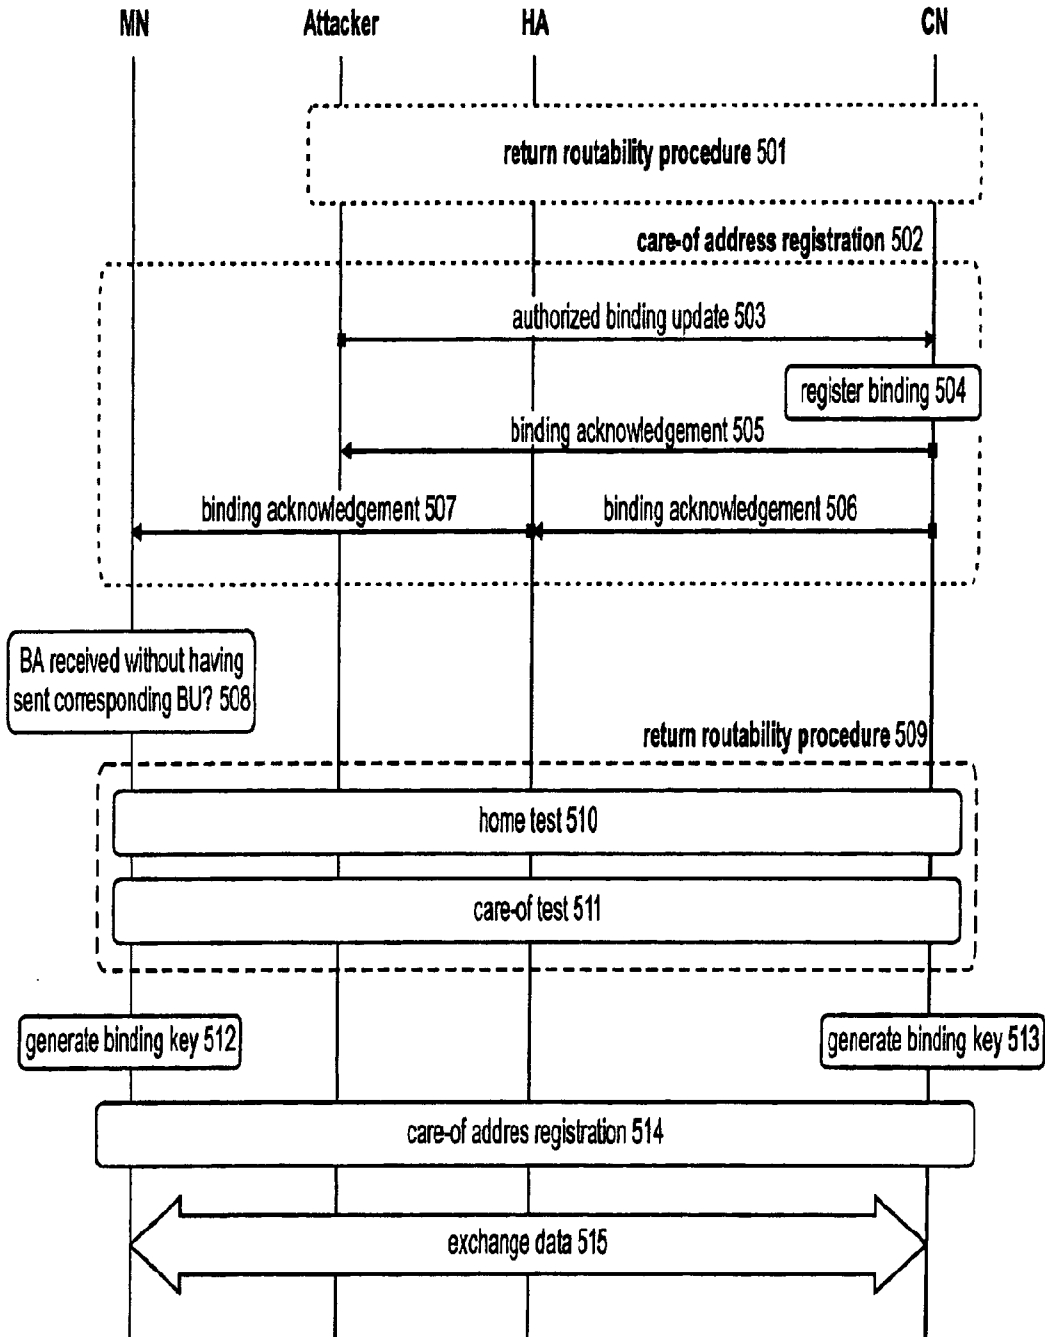 MN Attacker HA CN
return routability procedure 501
care-of address registration 502
authorized binding update 503
register binding 504
binding acknowledgement 505
binding acknowledgement 507 binding acknowledgement 506
BA received without having
sent corresponding BU? 508
return routability procedure 509
home test 510
care-of test 511
generate binding key 512 generate binding key 513
care-of addres registration 514
exchange data 515